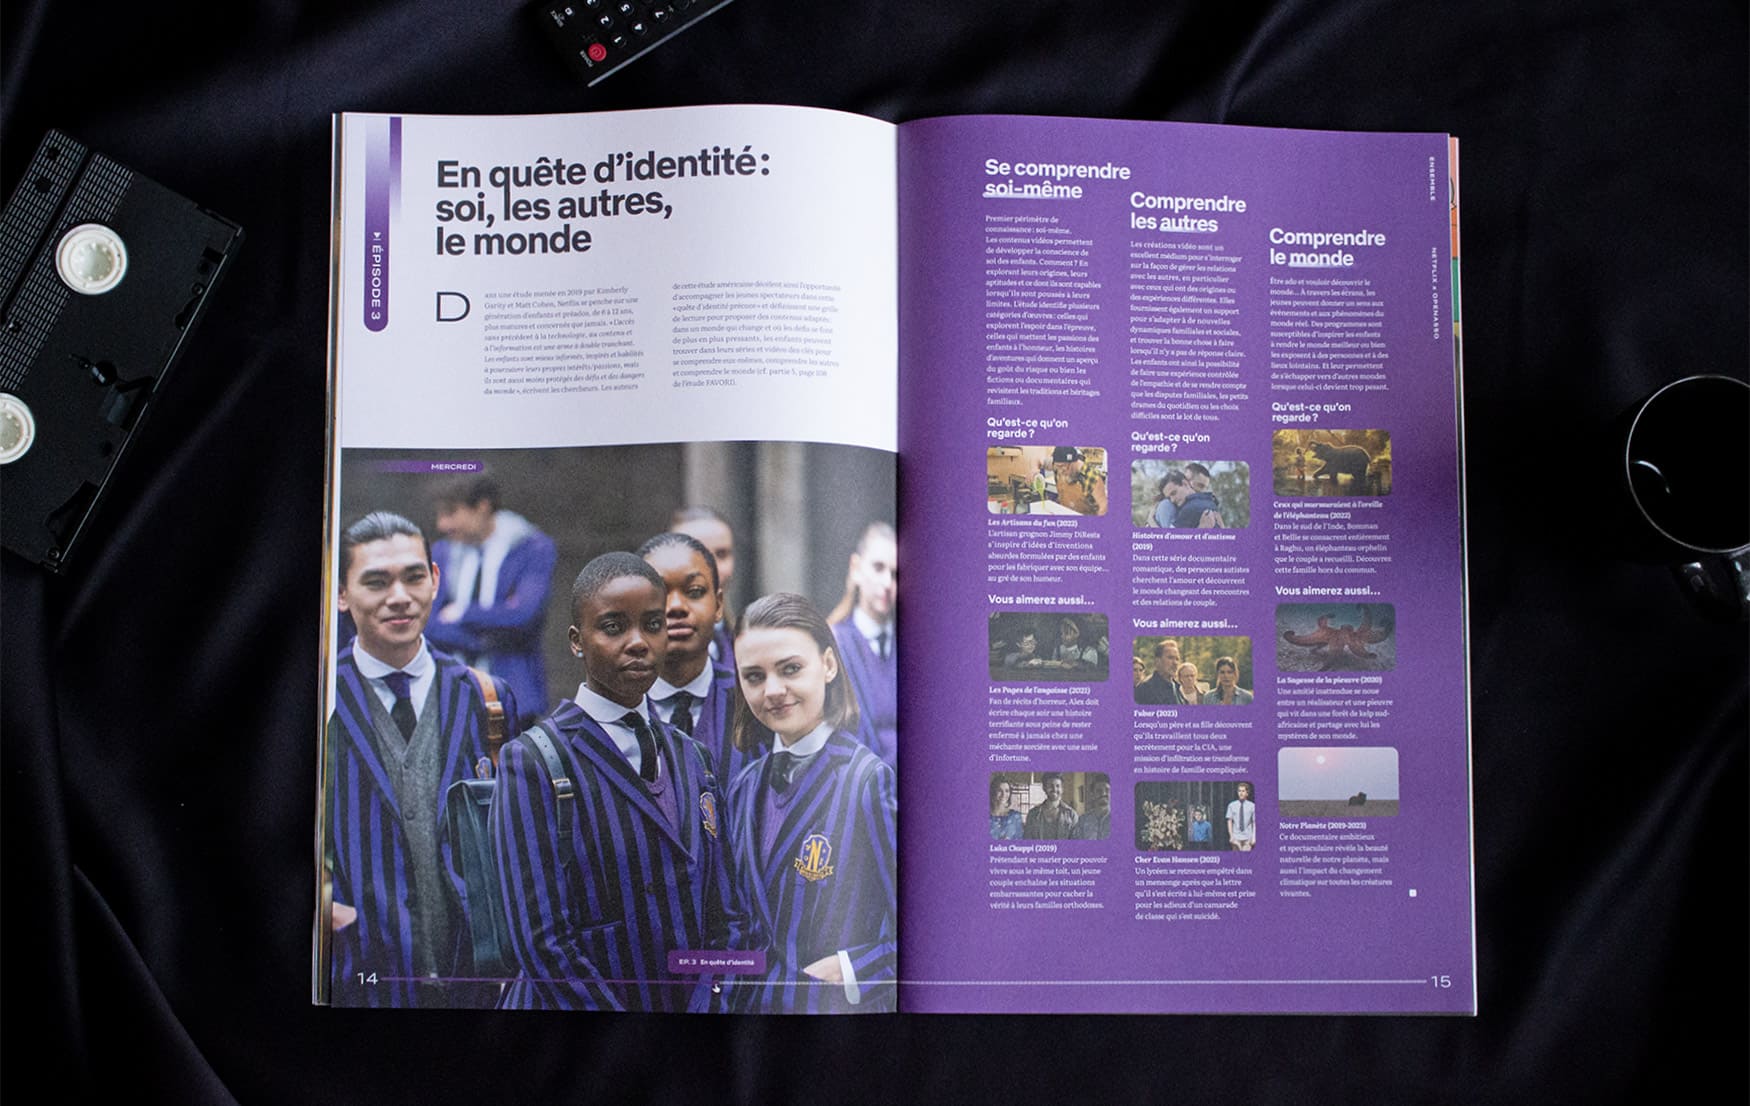 POWER
1
2
4
5
7
ÉPISODE 3
En quête d'identité :
soi, les autres,
le monde
Dans une étude menée en 2019 par Kimberly
Garity et Matt Cohen, Netflix se penche sur une
génération d'enfants et préados, de 6 à 12 ans,
plus matures et concernés que jamais. « L'accès
sans précédent à la technologie, au contenu et
à l'information est une arme à double tranchant.
Les enfants sont mieux informés, inspirés et habilités
à poursuivre leurs propres intérêts/passions, mais
ils sont aussi moins protégés des défis et des dangers
du monde », écrivent les chercheurs. Les auteurs
de cette étude américaine décèlent ainsi l'opportunité
d'accompagner les jeunes spectateurs dans cette
« quête d'identité précoce » et définissent une grille
de lecture pour proposer des contenus adaptés :
dans un monde qui change et où les défis se font
de plus en plus pressants, les enfants peuvent
trouver dans leurs séries et vidéos des clés pour
se comprendre eux-mêmes, comprendre les autres
et comprendre le monde (cf. partie 5, page 108
de l'étude FAVOR).
MERCREDI
N
EP. 3 En quête d'identité
14
Se comprendre
soi-même
Premier périmètre de
connaissance : soi-même.
Les contenus vidéos permettent
de développer la conscience de
soi des enfants. Comment ? En
explorant leurs origines, leurs
aptitudes et ce dont ils sont capables
lorsqu'ils sont poussés à leurs
limites. L'étude identifie plusieurs
catégories d'œuvres : celles qui
explorent l'espoir dans l'épreuve,
celles qui mettent les passions des
enfants à l'honneur, les histoires
d'aventures qui donnent un aperçu
du goût du risque ou bien les
fictions ou documentaires qui
revisitent les traditions et héritages
familiaux.
Qu'est-ce qu'on
regarde ?
Les Artisans du fun (2022)
L'artisan grognon Jimmy DiResta
s'inspire d'idées d'inventions
absurdes formulées par des enfants
pour les fabriquer avec son équipe...
au gré de son humeur.
Vous aimerez aussi...
Les Pages de l'angoisse (2021)
Fan de récits d'horreur, Alex doit
écrire chaque soir une histoire
terrifiante sous peine de rester
enfermé à jamais chez une
méchante sorcière avec une amie
d'infortune.
Luka Chuppi (2019)
Prétendant se marier pour pouvoir
vivre sous le même toit, un jeune
couple enchaîne les situations
embarrassantes pour cacher la
vérité à leurs familles orthodoxes.
Comprendre
les autres
Les créations vidéo sont un
excellent médium pour s'interroger
sur la façon de gérer les relations
avec les autres, en particulier
avec ceux qui ont des origines ou
des expériences différentes. Elles
fournissent également un support
pour s'adapter à de nouvelles
dynamiques familiales et sociales,
et trouver la bonne chose à faire
lorsqu'il n'y a pas de réponse claire.
Les enfants ont ainsi la possibilité
de faire une expérience contrôlée
de l'empathie et de se rendre compte
que les disputes familiales, les petits
drames du quotidien ou les choix
difficiles sont le lot de tous.
Qu'est-ce qu'on
regarde ?
Histoires d'amour et d'autisme
(2019)
Dans cette série documentaire
romantique, des personnes autistes
cherchent l'amour et découvrent
le monde changeant des rencontres
et des relations de couple.
Vous aimerez aussi...
Fubar (2023)
Lorsqu'un père et sa fille découvrent
qu'ils travaillent tous deux
secrètement pour la CIA, une
mission d'infiltration se transforme
en histoire de famille compliquée.
Cher Evan Hansen (2021)
Un lycéen se retrouve empêtré dans
un mensonge après que la lettre
qu'il s'est écrite à lui-même est prise
pour les adieux d'un camarade
de classe qui s'est suicidé.
Comprendre
le monde
Être ado et vouloir découvrir le
monde... À travers les écrans, les
jeunes peuvent donner un sens aux
événements et aux phénomènes du
monde réel. Des programmes sont
susceptibles d'inspirer les enfants
à rendre le monde meilleur ou bien
les exposent à des personnes et à des
lieux lointains. Et leur permettent
de s'échapper vers d'autres mondes
lorsque celui-ci devient trop pesant.
Qu'est-ce qu'on
regarde ?
Ceux qui murmuraient à l'oreille
de l'éléphanteau (2022)
Dans le sud de l'Inde, Bomman
et Bellie se consacrent entièrement
à Raghu, un éléphanteau orphelin
que le couple a recueilli. Découvrez
cette famille hors du commun.
Vous aimerez aussi...
La Sagesse de la pieuvre (2020)
Une amitié inattendue se noue
entre un réalisateur et une pieuvre
qui vit dans une forêt de kelp sud-
africaine et partage avec lui les
mystères de son monde.
Notre Planète (2019-2023)
Ce documentaire ambitieux
et spectaculaire révèle la beauté
naturelle de notre planète, mais
aussi l'impact du changement
climatique sur toutes les créatures
vivantes.
ENSEMBLE
NETFLIX × OPENASSO
15